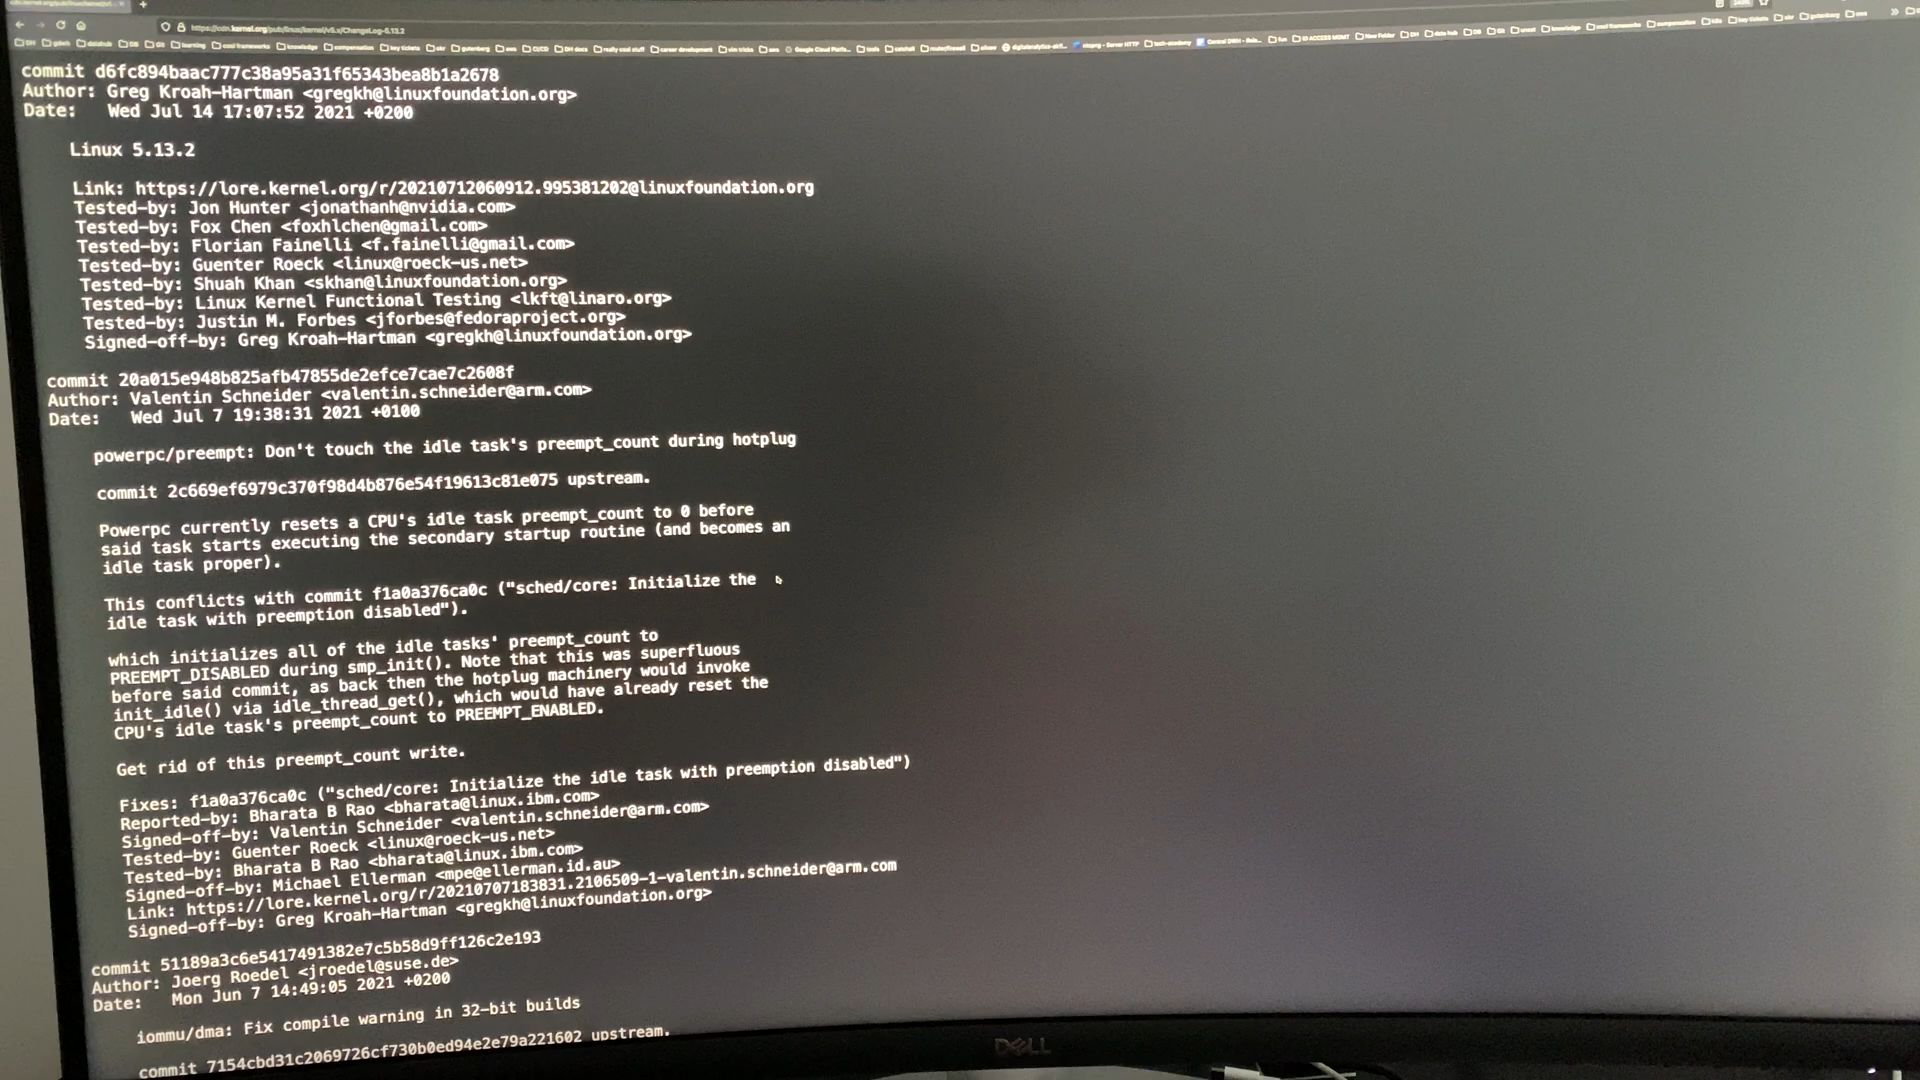 https://cdn.kernel.org/pub/linux/kernel/v5.x/ChangeLog-5.13.2
commit d6fc894baac777c38a95a31f65343bea8b1a2678
Author: Greg Kroah-Hartman <gregkh@linuxfoundation.org>
Date: Wed Jul 14 17:07:52 2021 +0200
Linux 5.13.2
Link: https://lore.kernel.org/r/20210712060912.995381202@linuxfoundation.org
Tested-by: Jon Hunter <jonathanh@nvidia.com>
Tested-by: Fox Chen <foxhlchen@gmail.com>
Tested-by: Florian Fainelli <f.fainelli@gmail.com>
Tested-by: Guenter Roeck <linux@roeck-us.net>
Tested-by: Shuah Khan <skhan@linuxfoundation.org>
Tested-by: Linux Kernel Functional Testing <lkft@linaro.org>
Tested-by: Justin M. Forbes <jforbes@fedoraproject.org>
Signed-off-by: Greg Kroah-Hartman <gregkh@linuxfoundation.org>
commit 20a015e948b825afb47855de2efce7cae7c2608f
Author: Valentin Schneider <valentin.schneider@arm.com>
Date: Wed Jul 7 19:38:31 2021 +0100
powerpc/preempt: Don't touch the idle task's preempt_count during hotplug
commit 2c669ef6979c370f98d4b876e54f19613c81e075 upstream.
Powerpc currently resets a CPU's idle task preempt_count to 0 before
said task starts executing the secondary startup routine (and becomes an
idle task proper).
This conflicts with commit f1a0a376ca0c ("sched/core: Initialize the
idle task with preemption disabled").
which initializes all of the idle tasks' preempt_count to
PREEMPT_DISABLED during smp_init(). Note that this was superfluous
before said commit, as back then the hotplug machinery would invoke
init_idle() via idle_thread_get(), which would have already reset the
CPU's idle task's preempt_count to PREEMPT_ENABLED.
Get rid of this preempt_count write.
Fixes: f1a0a376ca0c ("sched/core: Initialize the idle task with preemption disabled")
Reported-by: Bharata B Rao <bharata@linux.ibm.com>
Signed-off-by: Valentin Schneider <valentin.schneider@arm.com>
Tested-by: Guenter Roeck <linux@roeck-us.net>
Tested-by: Bharata B Rao <bharata@linux.ibm.com>
Signed-off-by: Michael Ellerman <mpe@ellerman.id.au>
Link: https://lore.kernel.org/r/20210707183831.2106509-1-valentin.schneider@arm.com
Signed-off-by: Greg Kroah-Hartman <gregkh@linuxfoundation.org>
commit 51189a3c6e5417491382e7c5b58d9ff126c2e193
Author: Joerg Roedel <jroedel@suse.de>
Date: Mon Jun 7 14:49:05 2021 +0200
iommu/dma: Fix compile warning in 32-bit builds
commit 7154cbd31c2069726cf730b0ed94e2e79a221602 upstream.
DELL